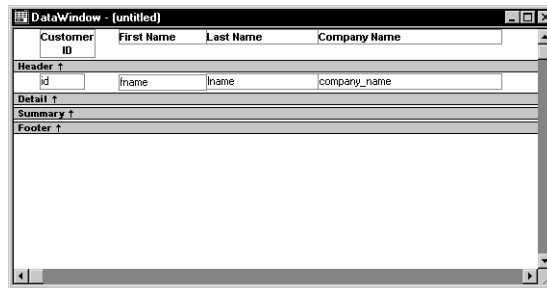 DataWindow - (untitled)
Customer ID First Name Last Name Company Name
Header ↑
id fname lname company_name
Detail ↑
Summary ↑
Footer ↑